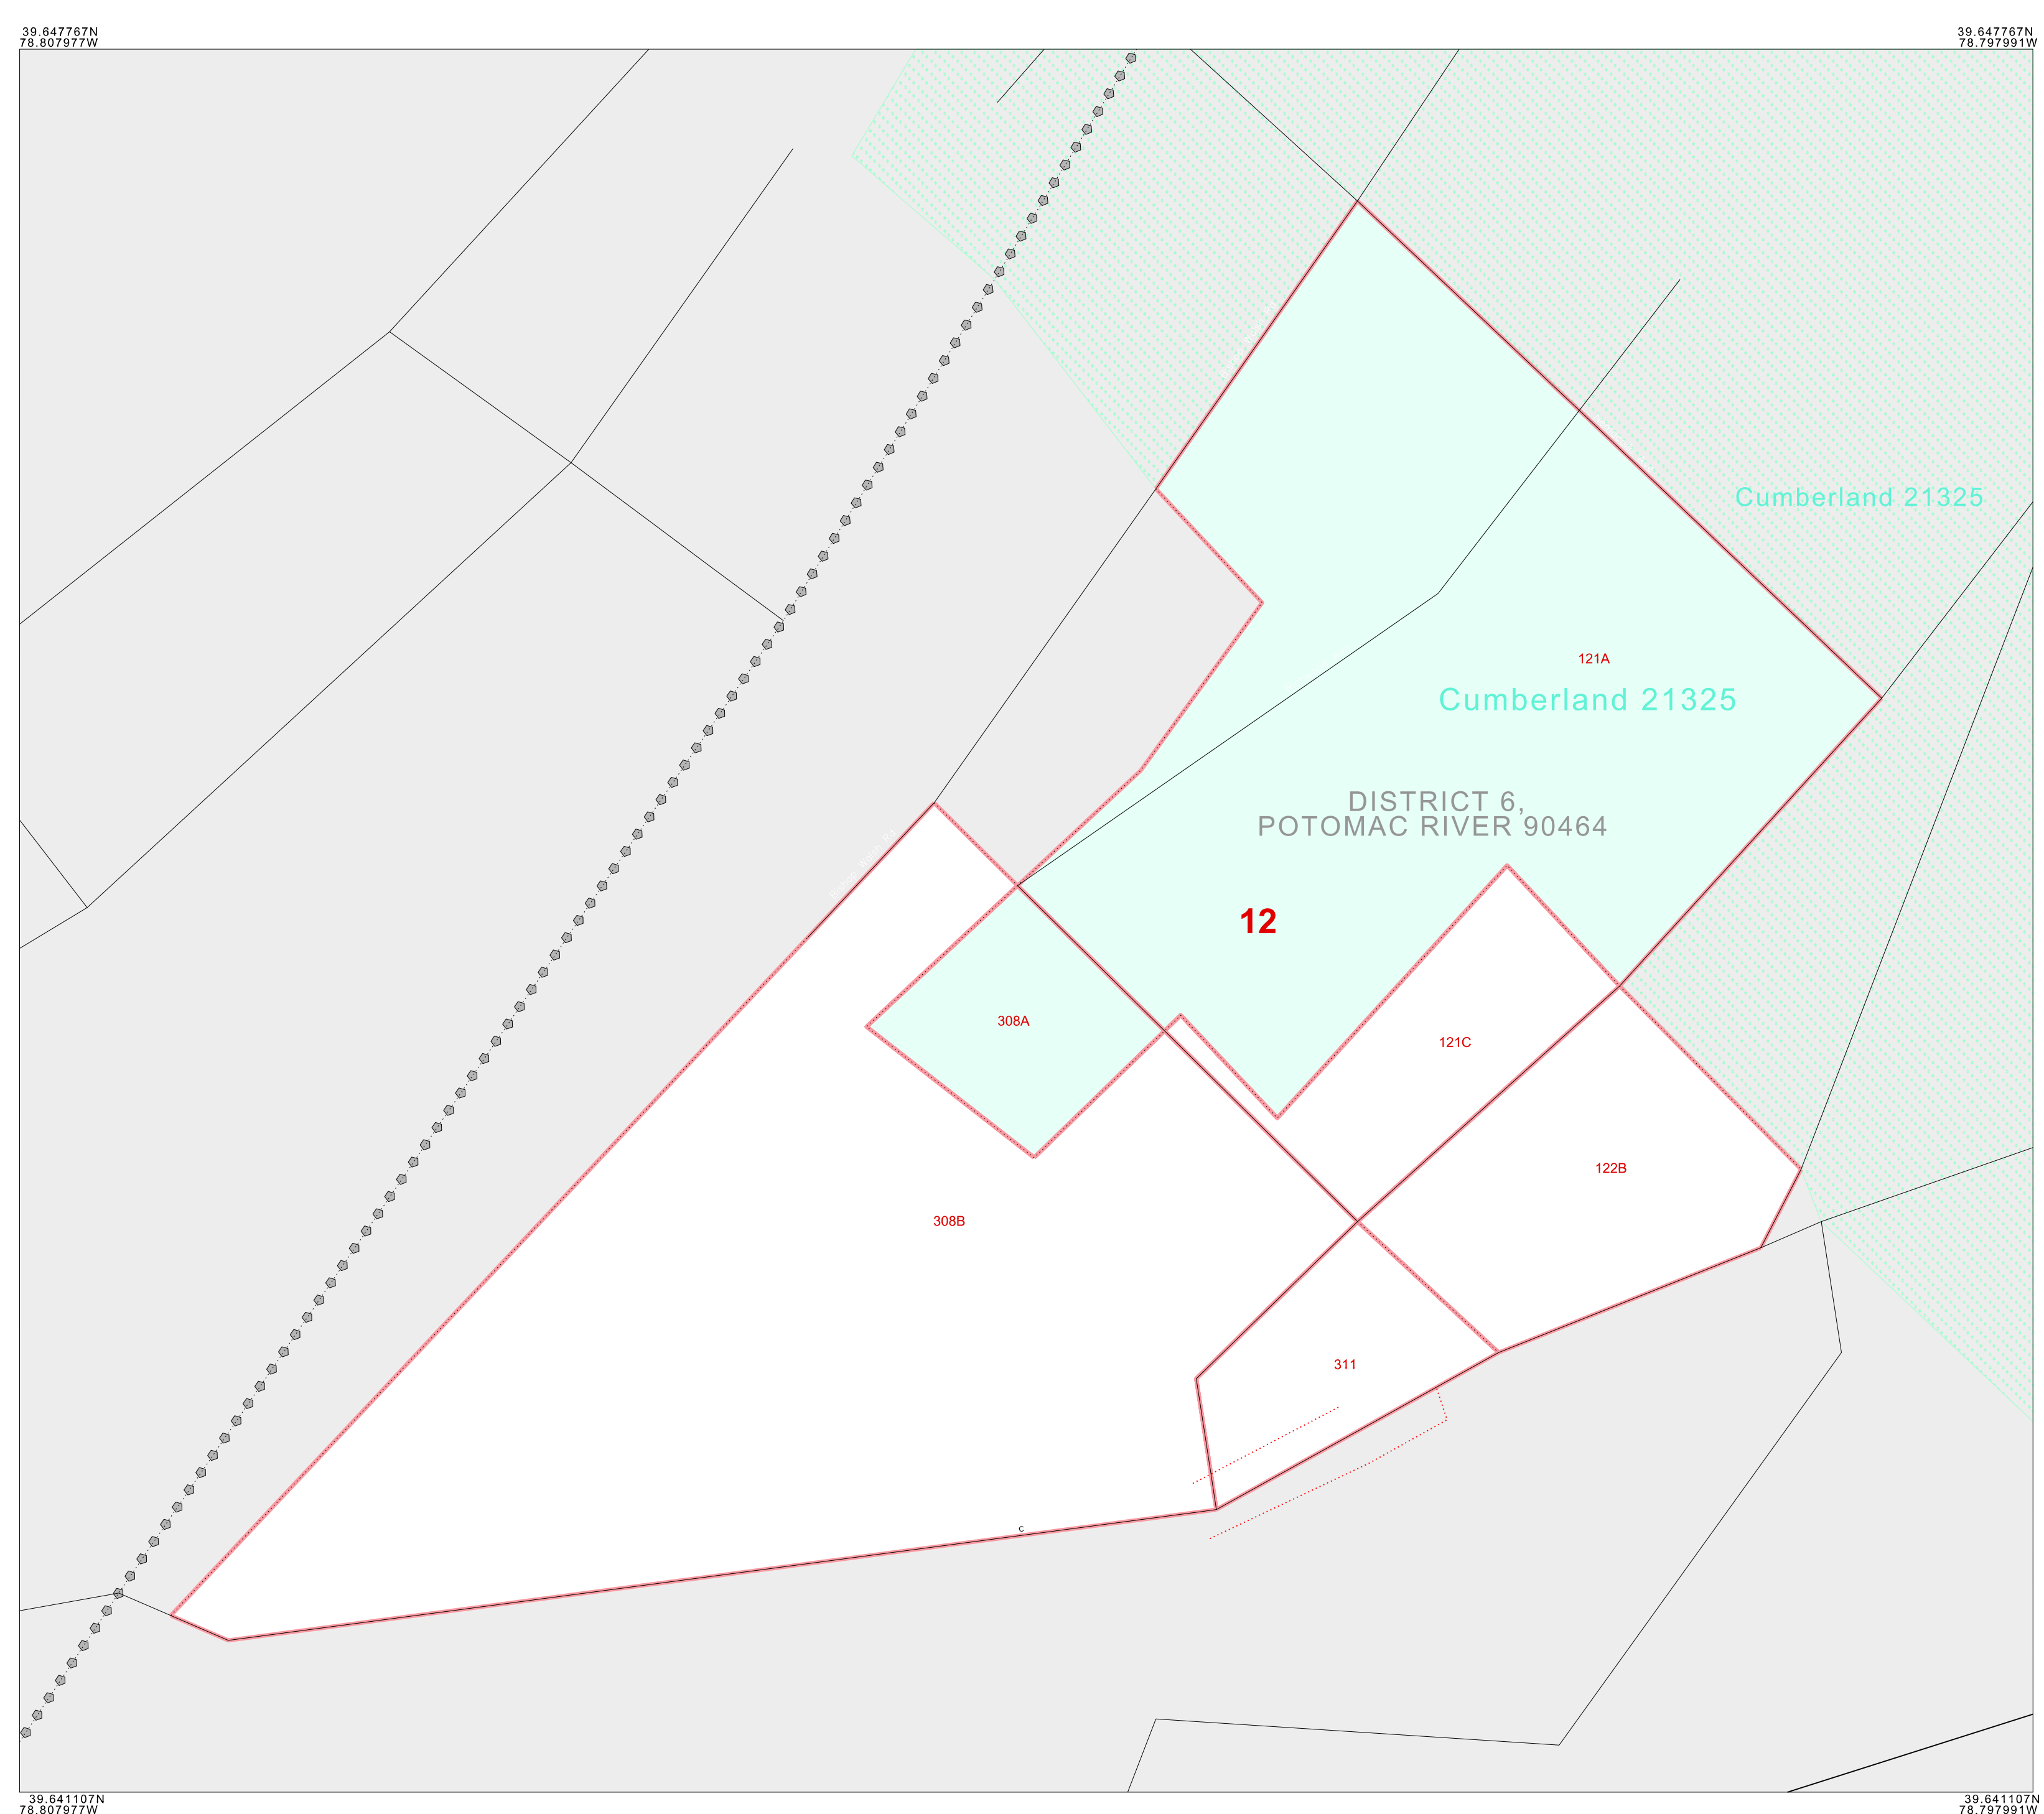 39.647767N
78.807977W
39.647767N
78.797991W
Cumberland 21325
121A
Cumberland 21325
DISTRICT 6,
POTOMAC RIVER 90464
12
308A
121C
122B
308B
311
c
39.641107N
78.807977W
39.641107N
78.797991W